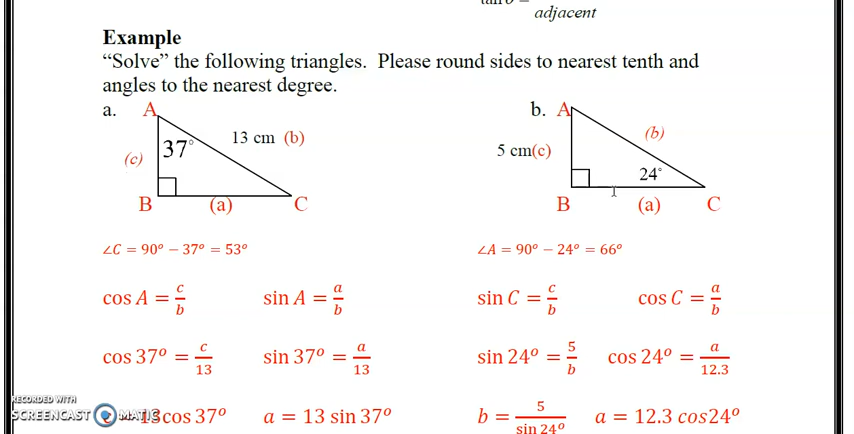 adjacent
Example
“Solve” the following triangles. Please round sides to nearest tenth and
angles to the nearest degree.
a. A
13 cm (b)
37°
(c)
B (a) C
b. A
(b)
5 cm(c)
24°
B (a) C
∠C = 90° − 37° = 53°
∠A = 90° − 24° = 66°
cos A = c/b
sin A = a/b
sin C = c/b
cos C = a/b
cos 37° = c/13
sin 37° = a/13
sin 24° = 5/b
cos 24° = a/12.3
cos 37°
a = 13 sin 37°
b = 5/sin 24°
a = 12.3 cos24°
RECORDED WITH
SCREENCAST MATIC